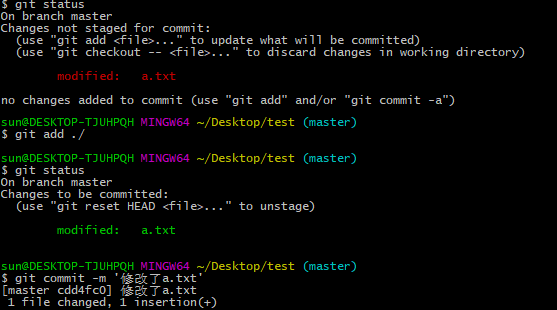 $ git status
On branch master
Changes not staged for commit:
  (use "git add <file>..." to update what will be committed)
  (use "git checkout -- <file>..." to discard changes in working directory)

        modified:   a.txt

no changes added to commit (use "git add" and/or "git commit -a")

sun@DESKTOP-TJUHPQH MINGW64 ~/Desktop/test (master)
$ git add ./

sun@DESKTOP-TJUHPQH MINGW64 ~/Desktop/test (master)
$ git status
On branch master
Changes to be committed:
  (use "git reset HEAD <file>..." to unstage)

        modified:   a.txt

sun@DESKTOP-TJUHPQH MINGW64 ~/Desktop/test (master)
$ git commit -m '修改了a.txt'
[master cdd4fc0] 修改了a.txt
 1 file changed, 1 insertion(+)